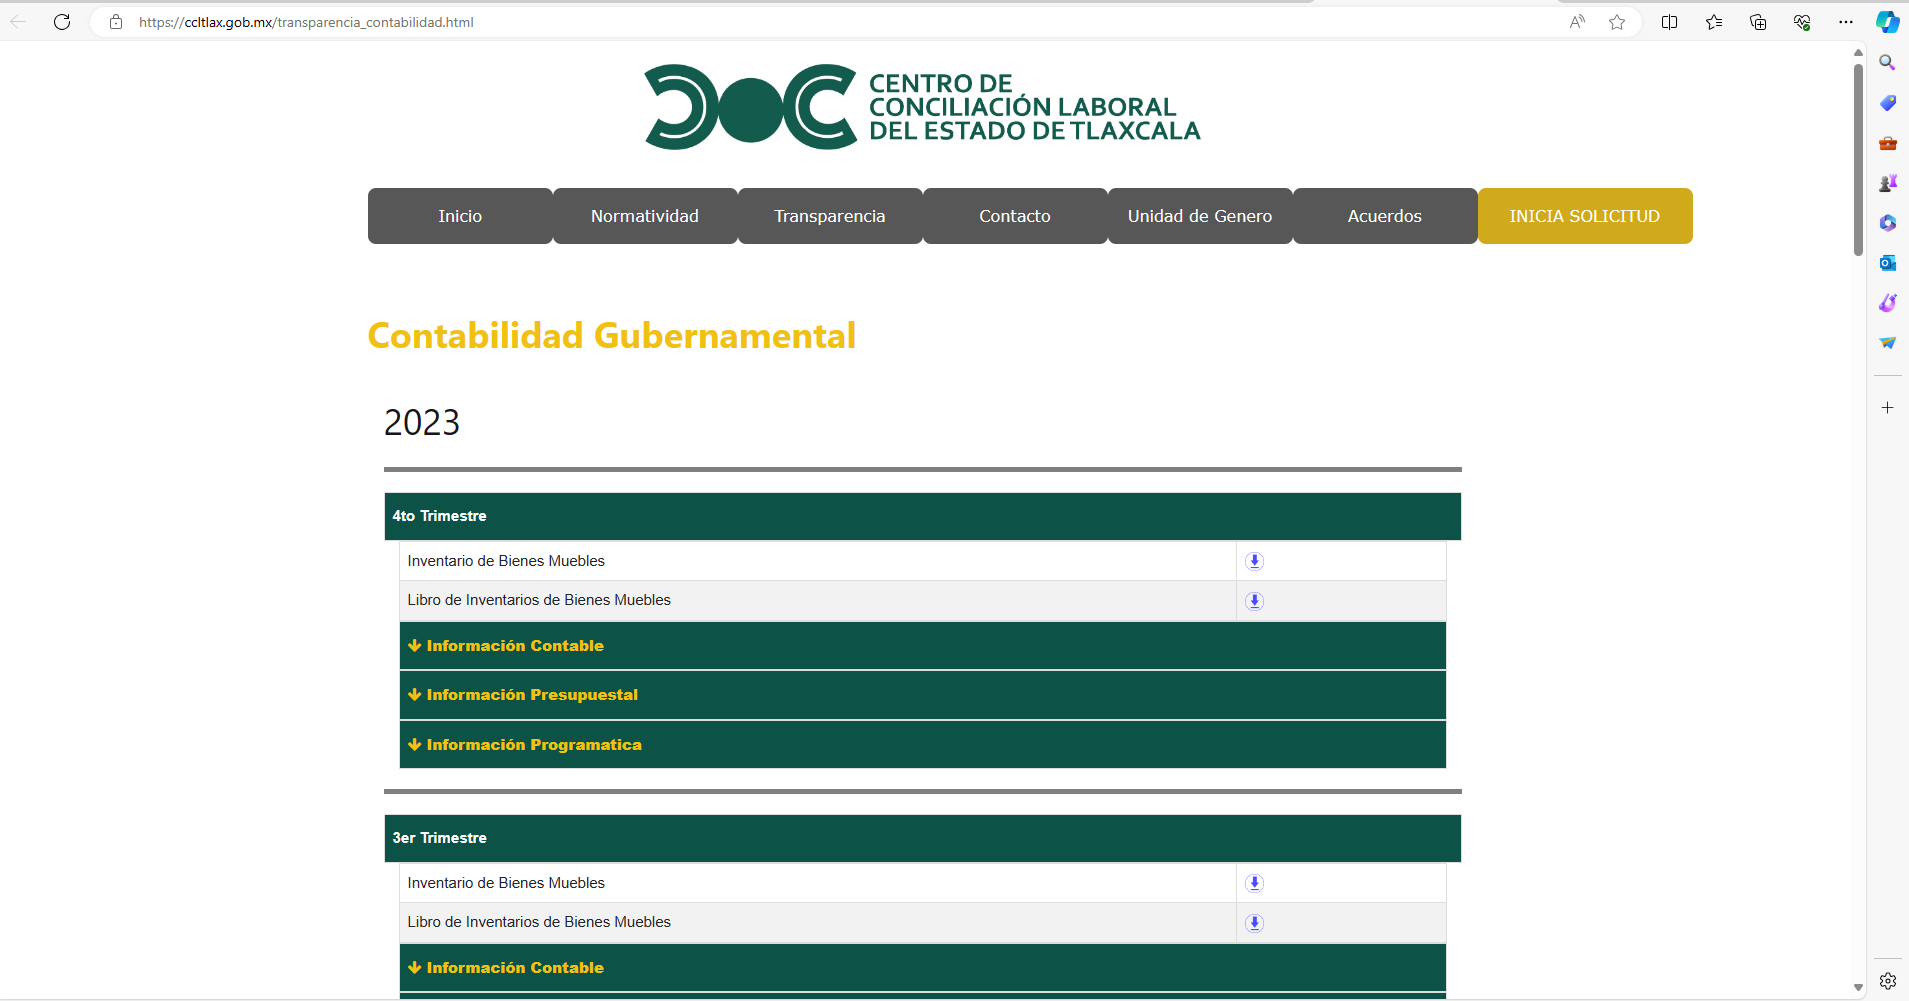 https://ccltlax.gob.mx/transparencia_contabilidad.html
CENTRO DE
CONCILIACIÓN LABORAL
DEL ESTADO DE TLAXCALA
Inicio Normatividad Transparencia Contacto Unidad de Genero Acuerdos INICIA SOLICITUD
Contabilidad Gubernamental
2023
4to Trimestre
Inventario de Bienes Muebles
Libro de Inventarios de Bienes Muebles
Información Contable
Información Presupuestal
Información Programatica
3er Trimestre
Inventario de Bienes Muebles
Libro de Inventarios de Bienes Muebles
Información Contable